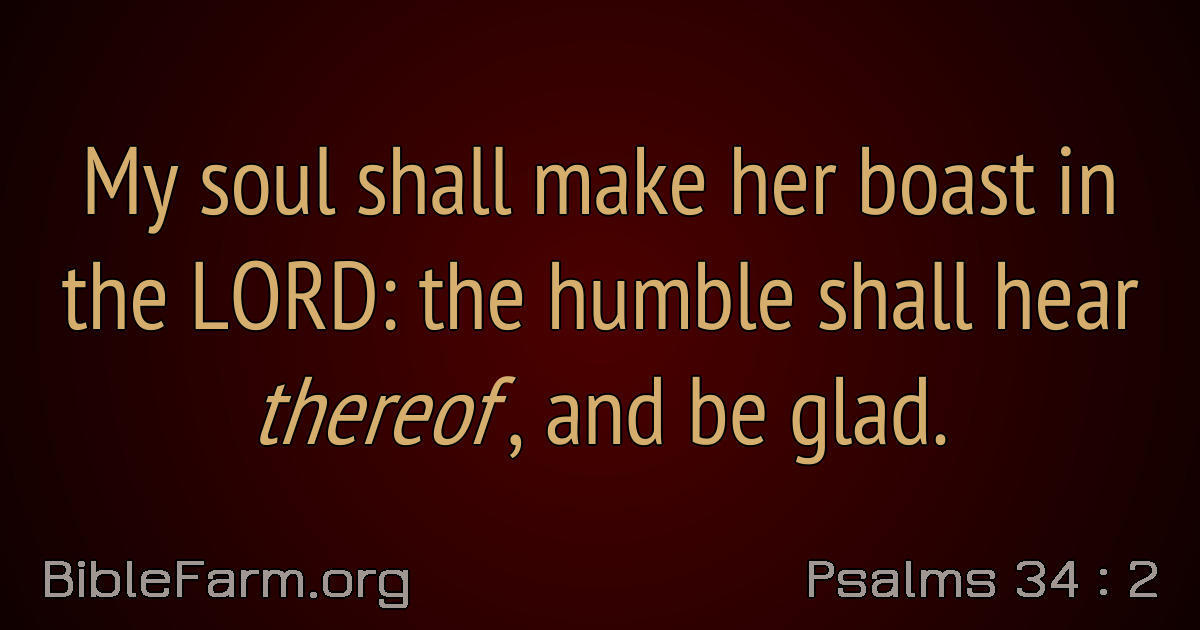 My soul shall make her boast in
the LORD: the humble shall hear
thereof, and be glad.
BibleFarm.org
Psalms 34 : 2